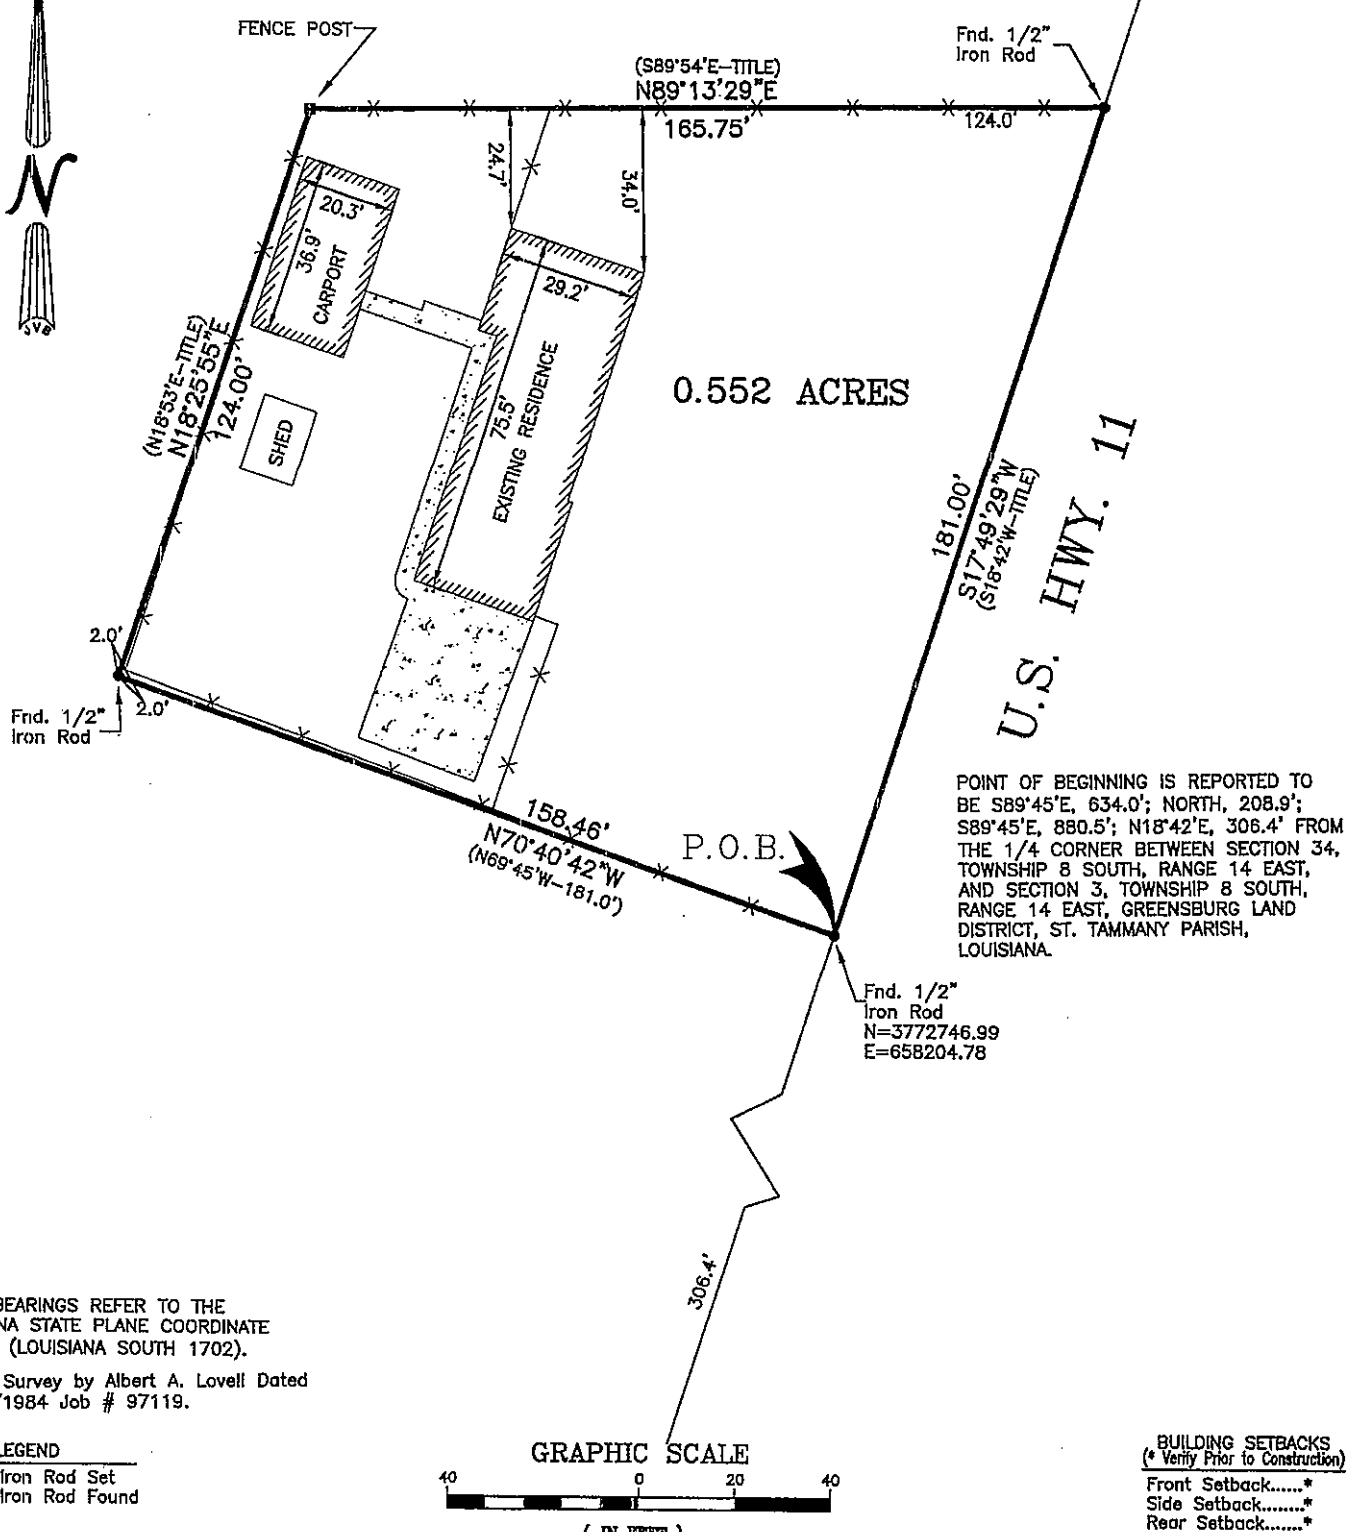 FENCE POST
Fnd. 1/2"
Iron Rod
(S89°54'E-TITLE)
N89°13'29"E
165.75'
124.0'
N
JVB
24.7'
34.0'
20.3'
36.9'
CARPORT
29.2'
75.5'
EXISTING RESIDENCE
(N18°53'E-TITLE)
N18°25'55"E
124.00'
SHED
0.552 ACRES
181.00'
S17°49'29"W
(S18°42'W-TITLE)
U.S. HWY. 11
2.0'
2.0'
Fnd. 1/2"
Iron Rod
158.46'
N70°40'42"W
(N69°45'W-181.0')
P.O.B.
POINT OF BEGINNING IS REPORTED TO
BE S89°45'E, 634.0'; NORTH, 208.9';
S89°45'E, 880.5'; N18°42'E, 306.4' FROM
THE 1/4 CORNER BETWEEN SECTION 34,
TOWNSHIP 8 SOUTH, RANGE 14 EAST,
AND SECTION 3, TOWNSHIP 8 SOUTH,
RANGE 14 EAST, GREENSBURG LAND
DISTRICT, ST. TAMMANY PARISH,
LOUISIANA.
Fnd. 1/2"
Iron Rod
N=3772746.99
E=658204.78
306.4'
BEARINGS REFER TO THE
NA STATE PLANE COORDINATE
(LOUISIANA SOUTH 1702).
Survey by Albert A. Lovell Dated
/1984 Job # 97119.
LEGEND
Iron Rod Set
Iron Rod Found
GRAPHIC SCALE
40 0 20 40
BUILDING SETBACKS
(* Verify Prior to Construction)
Front Setback......*
Side Setback........*
Rear Setback.......*